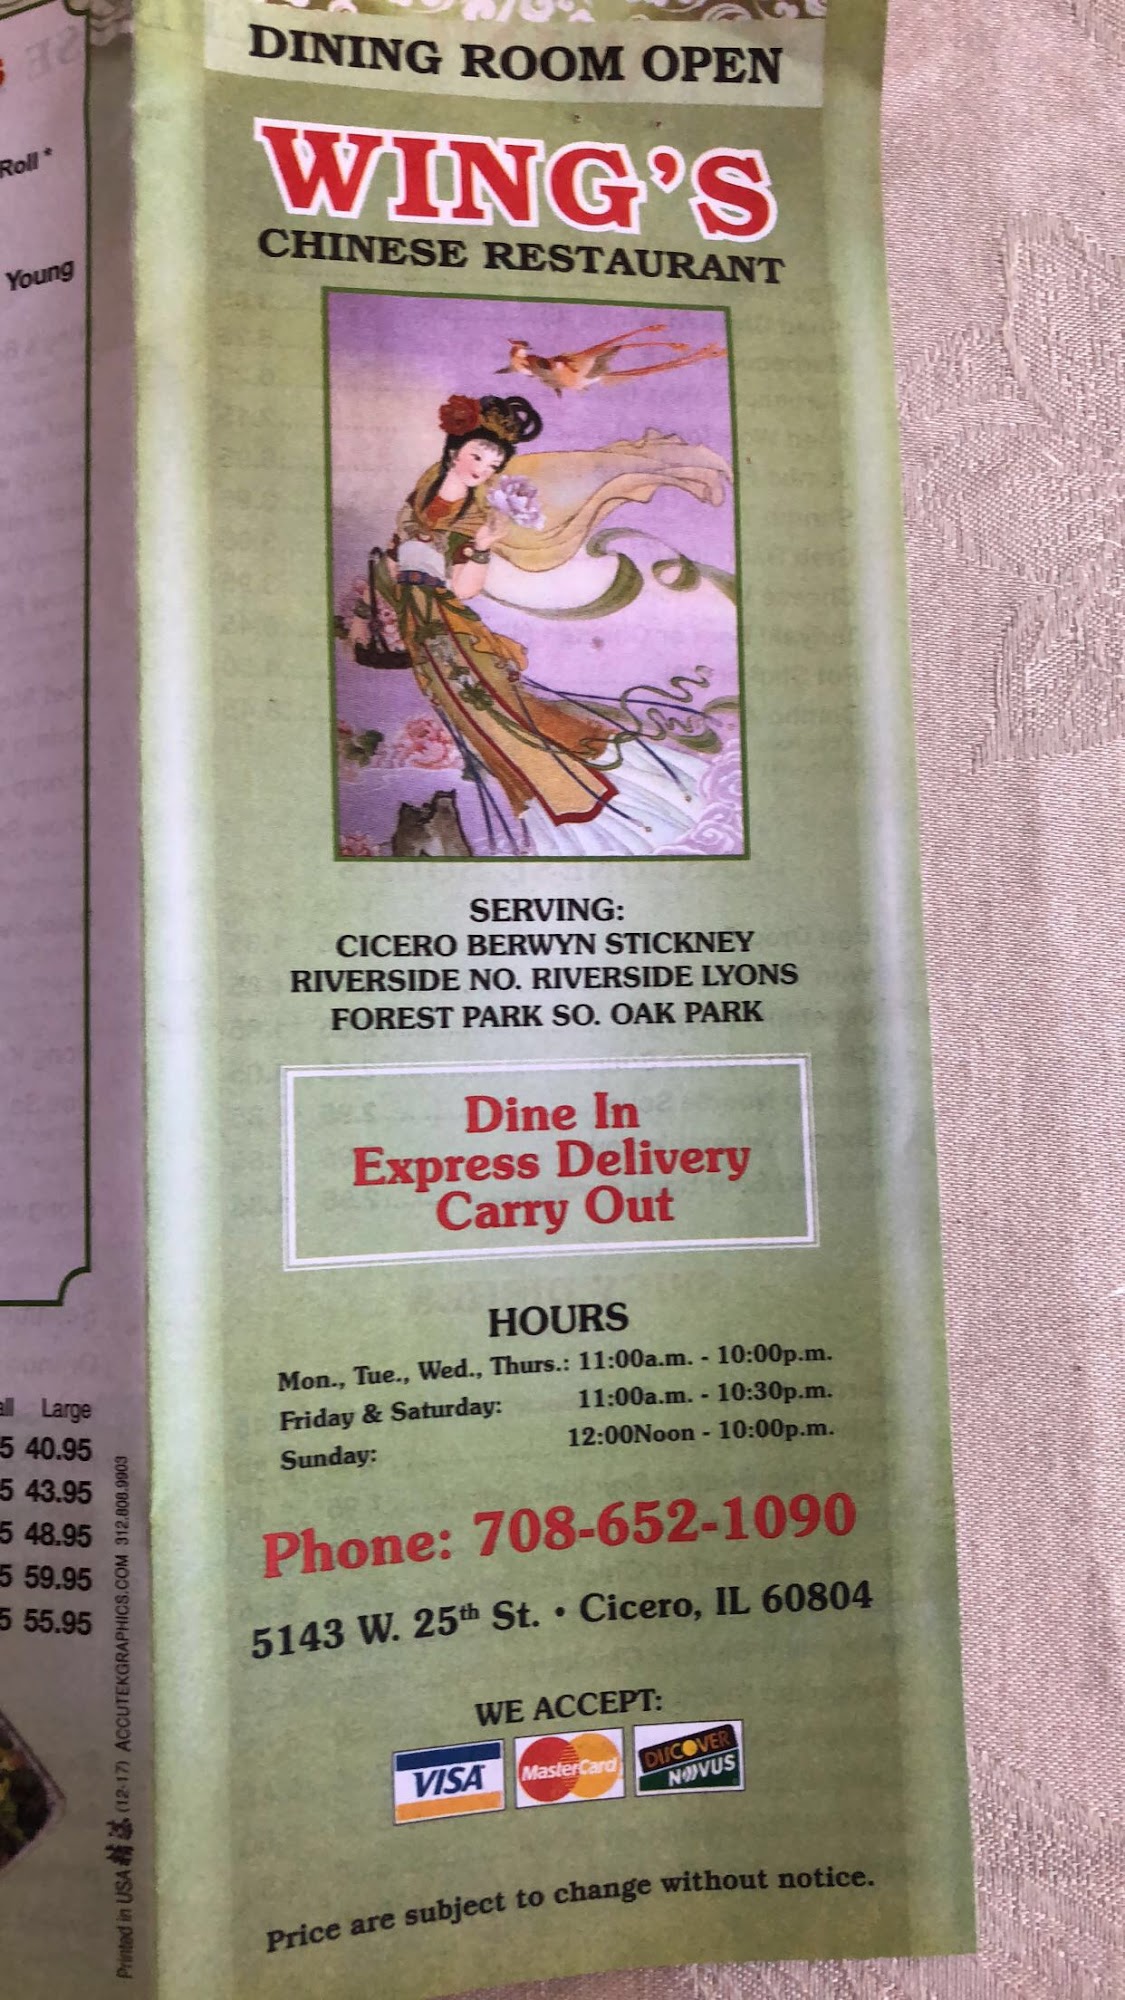 DINING ROOM OPEN
WING'S
CHINESE RESTAURANT
SERVING:
CICERO BERWYN STICKNEY
RIVERSIDE NO. RIVERSIDE LYONS
FOREST PARK SO. OAK PARK
Dine In
Express Delivery
Carry Out
HOURS
Mon., Tue., Wed., Thurs.: 11:00a.m. - 10:00p.m.
Friday & Saturday: 11:00a.m. - 10:30p.m.
Sunday: 12:00Noon - 10:00p.m.
Phone: 708-652-1090
5143 W. 25th St. • Cicero, IL 60804
WE ACCEPT:
VISA MasterCard DISCOVER
NOVUS
Price are subject to change without notice.
Roll *
Young
Large
40.95
43.95
48.95
59.95
55.95
Printed in USA (12-17) ACCUTEKGRAPHICS.COM 312.808.9903